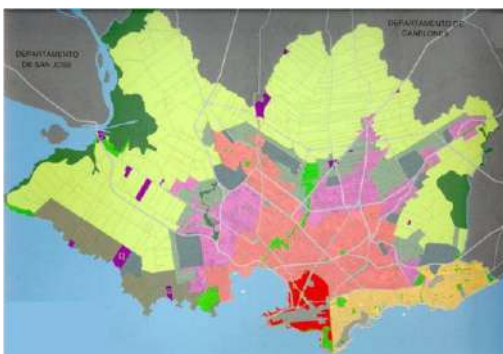 DEPARTAMENTO
DE SAN JOSE
DEPARTAMENTO DE
CANELONES